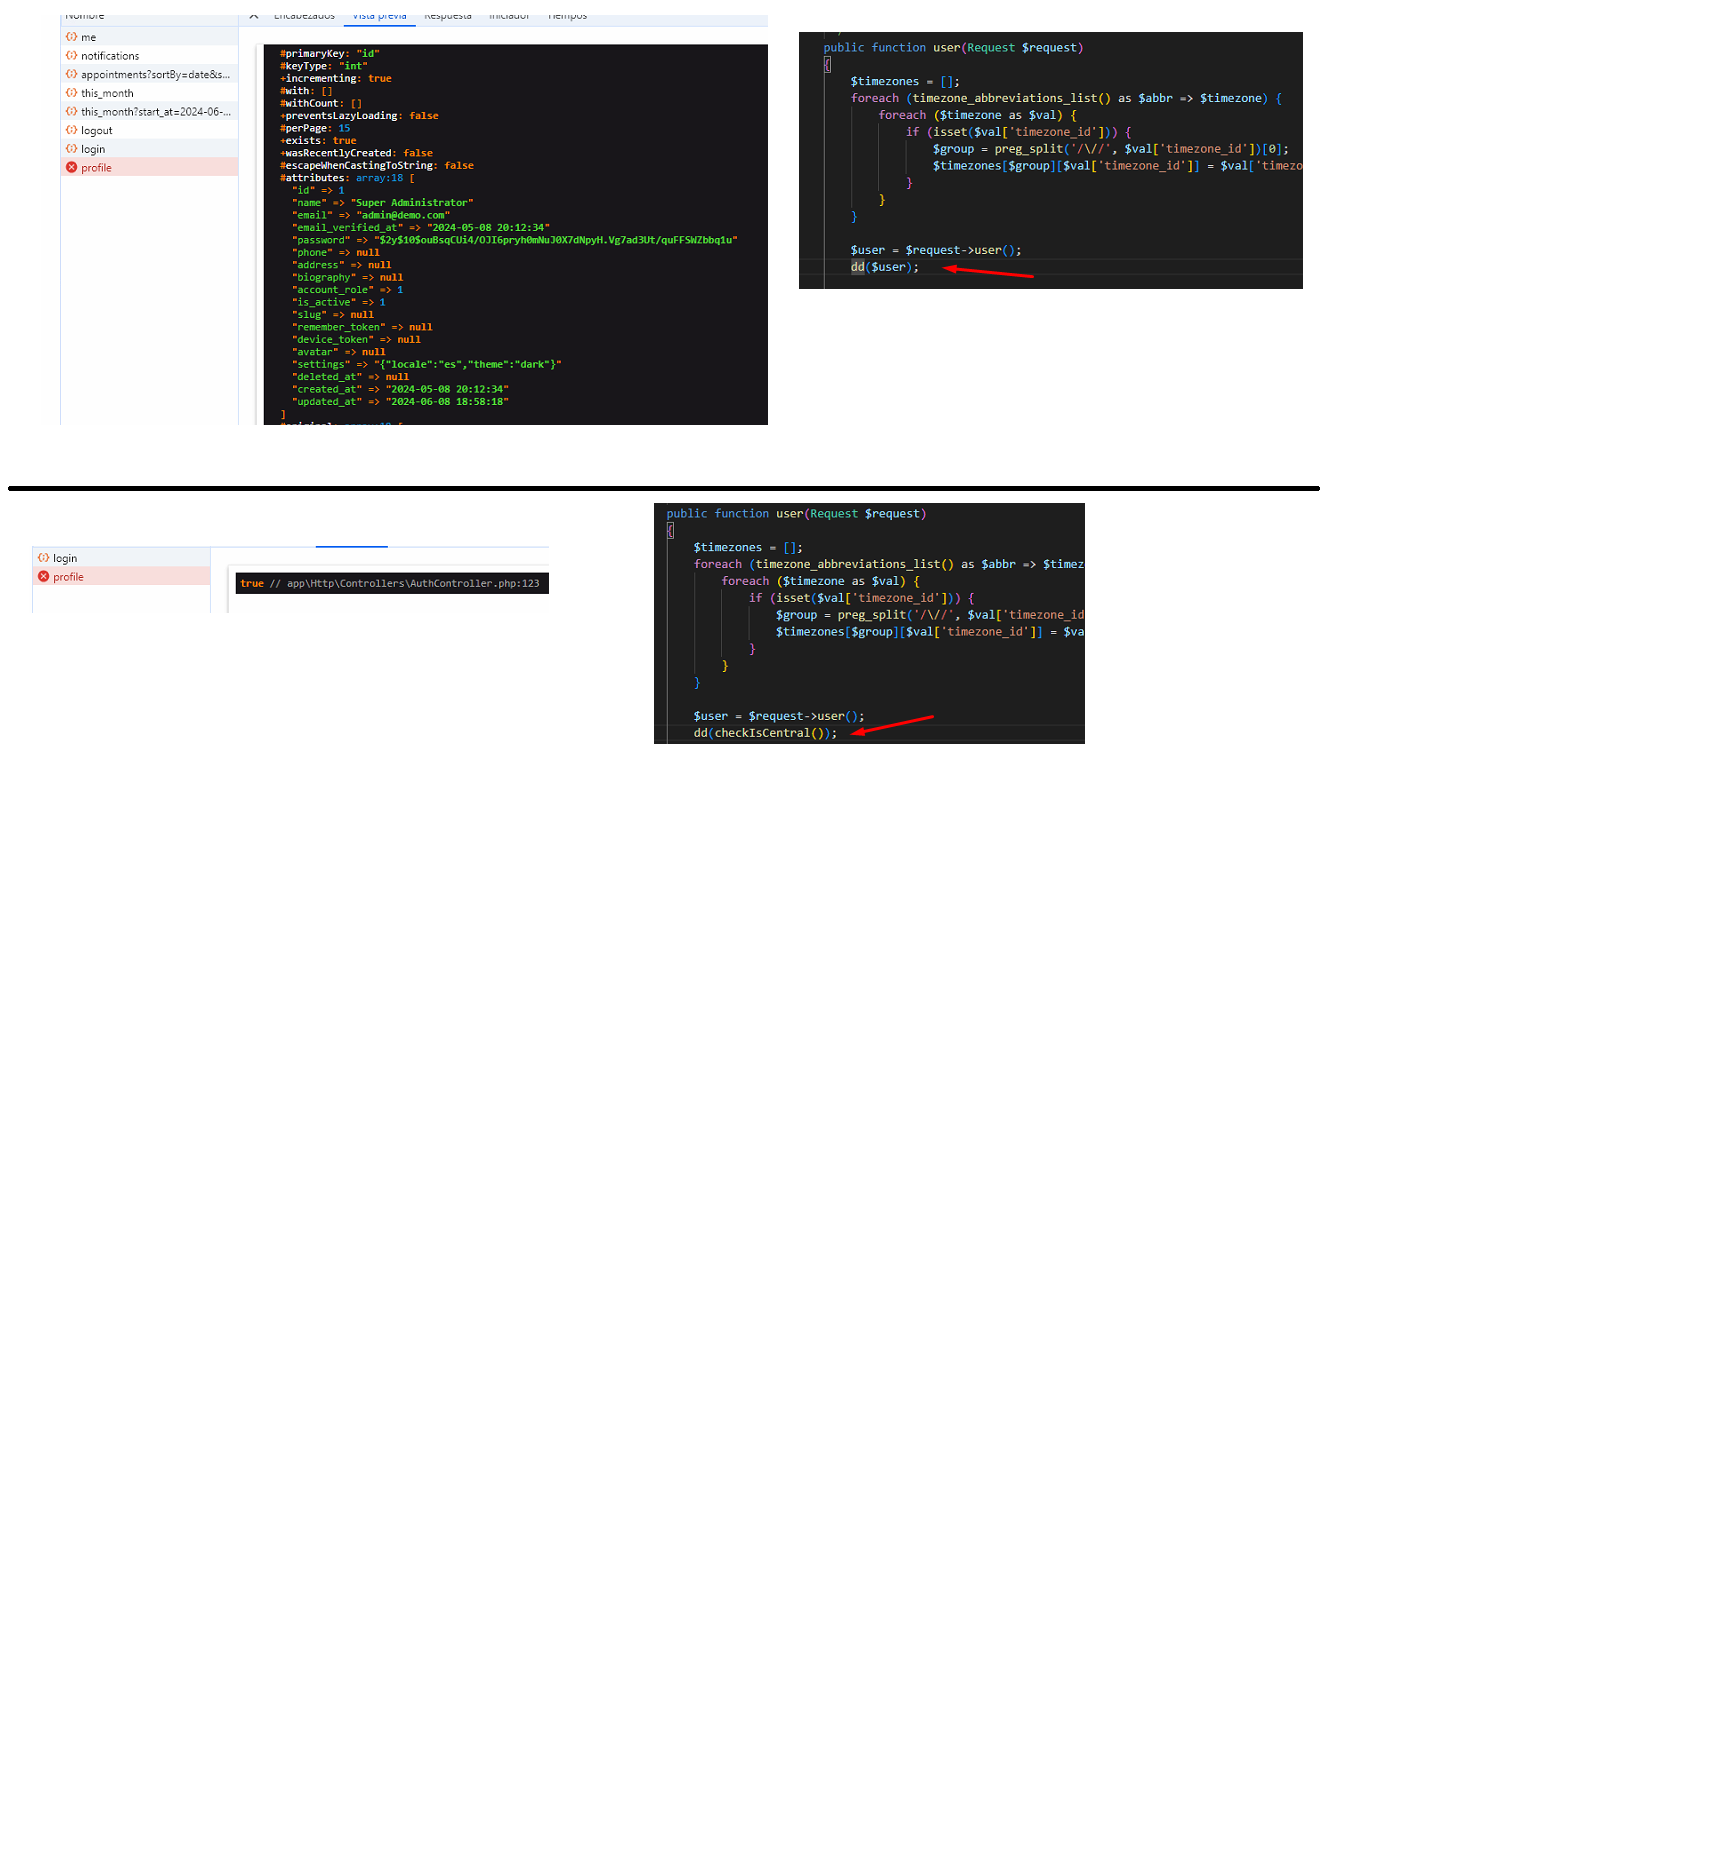 Nombre
Encabezados Vista previa Respuesta Iniciador Tiempos
me
notifications
appointments?sortBy=date&s...
this_month
this_month?start_at=2024-06-...
logout
login
profile
#primaryKey: "id"
#keyType: "int"
+incrementing: true
#with: []
#withCount: []
+preventsLazyLoading: false
#perPage: 15
+exists: true
+wasRecentlyCreated: false
#escapeWhenCastingToString: false
#attributes: array:18 [
"id" => 1
"name" => "Super Administrator"
"email" => "admin@demo.com"
"email_verified_at" => "2024-05-08 20:12:34"
"password" => "$2y$10$ouBsqCUi4/OJI6pryh0mNuJ0X7dNpyH.Vg7ad3Ut/quFFSWZbbq1u"
"phone" => null
"address" => null
"biography" => null
"account_role" => 1
"is_active" => 1
"slug" => null
"remember_token" => null
"device_token" => null
"avatar" => null
"settings" => "{"locale":"es","theme":"dark"}"
"deleted_at" => null
"created_at" => "2024-05-08 20:12:34"
"updated_at" => "2024-06-08 18:58:18"
]
public function user(Request $request)
{
$timezones = [];
foreach (timezone_abbreviations_list() as $abbr => $timezone) {
foreach ($timezone as $val) {
if (isset($val['timezone_id'])) {
$group = preg_split('/\//', $val['timezone_id'])[0];
$timezones[$group][$val['timezone_id']] = $val['timezo
}
}
}
$user = $request->user();
dd($user);
login
profile
true // app\Http\Controllers\AuthController.php:123
public function user(Request $request)
{
$timezones = [];
foreach (timezone_abbreviations_list() as $abbr => $timez
foreach ($timezone as $val) {
if (isset($val['timezone_id'])) {
$group = preg_split('/\//', $val['timezone_id
$timezones[$group][$val['timezone_id']] = $va
}
}
}
$user = $request->user();
dd(checkIsCentral());